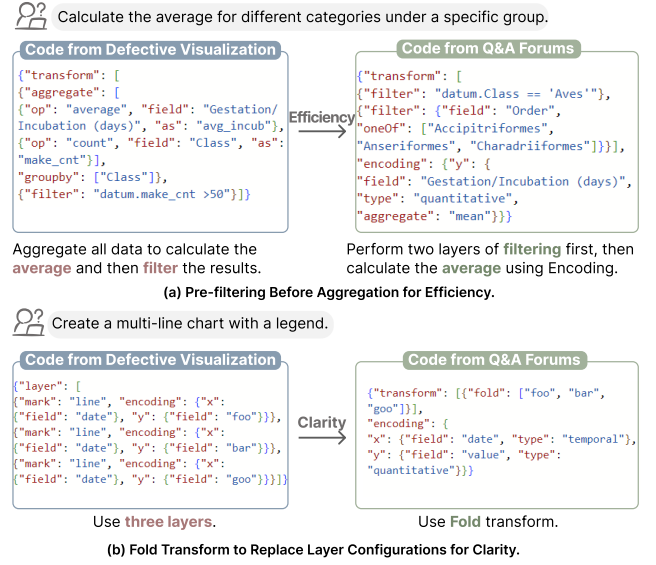 Calculate the average for different categories under a specific group.
Code from Defective Visualization
{"transform": [
{"aggregate": [
{"op": "average", "field": "Gestation/
Incubation (days)", "as": "avg_incub"},
{"op": "count", "field": "Class", "as":
"make_cnt"}],
"groupby": ["Class"]},
{"filter": "datum.make_cnt >50"}]}
Efficiency
Code from Q&A Forums
{"transform": [
{"filter": "datum.Class == 'Aves'"},
{"filter": {"field": "Order",
"oneOf": ["Accipitriformes",
"Anseriformes", "Charadriiformes"]}}],
"encoding": {"y": {
"field": "Gestation/Incubation (days)",
"type": "quantitative",
"aggregate": "mean"}}}
Aggregate all data to calculate the
average and then filter the results.
Perform two layers of filtering first, then
calculate the average using Encoding.
(a) Pre-filtering Before Aggregation for Efficiency.
Create a multi-line chart with a legend.
Code from Defective Visualization
{"layer": [
{"mark": "line", "encoding": {"x":
{"field": "date"}, "y": {"field": "foo"}}},
{"mark": "line", "encoding": {"x":
{"field": "date"}, "y": {"field": "bar"}}},
{"mark": "line", "encoding": {"x":
{"field": "date"}, "y": {"field": "goo"}}}]}
Clarity
Code from Q&A Forums
{"transform": [{"fold": ["foo", "bar",
"goo"]}],
"encoding": {
"x": {"field": "date", "type": "temporal"},
"y": {"field": "value", "type":
"quantitative"}}}
Use three layers.
Use Fold transform.
(b) Fold Transform to Replace Layer Configurations for Clarity.